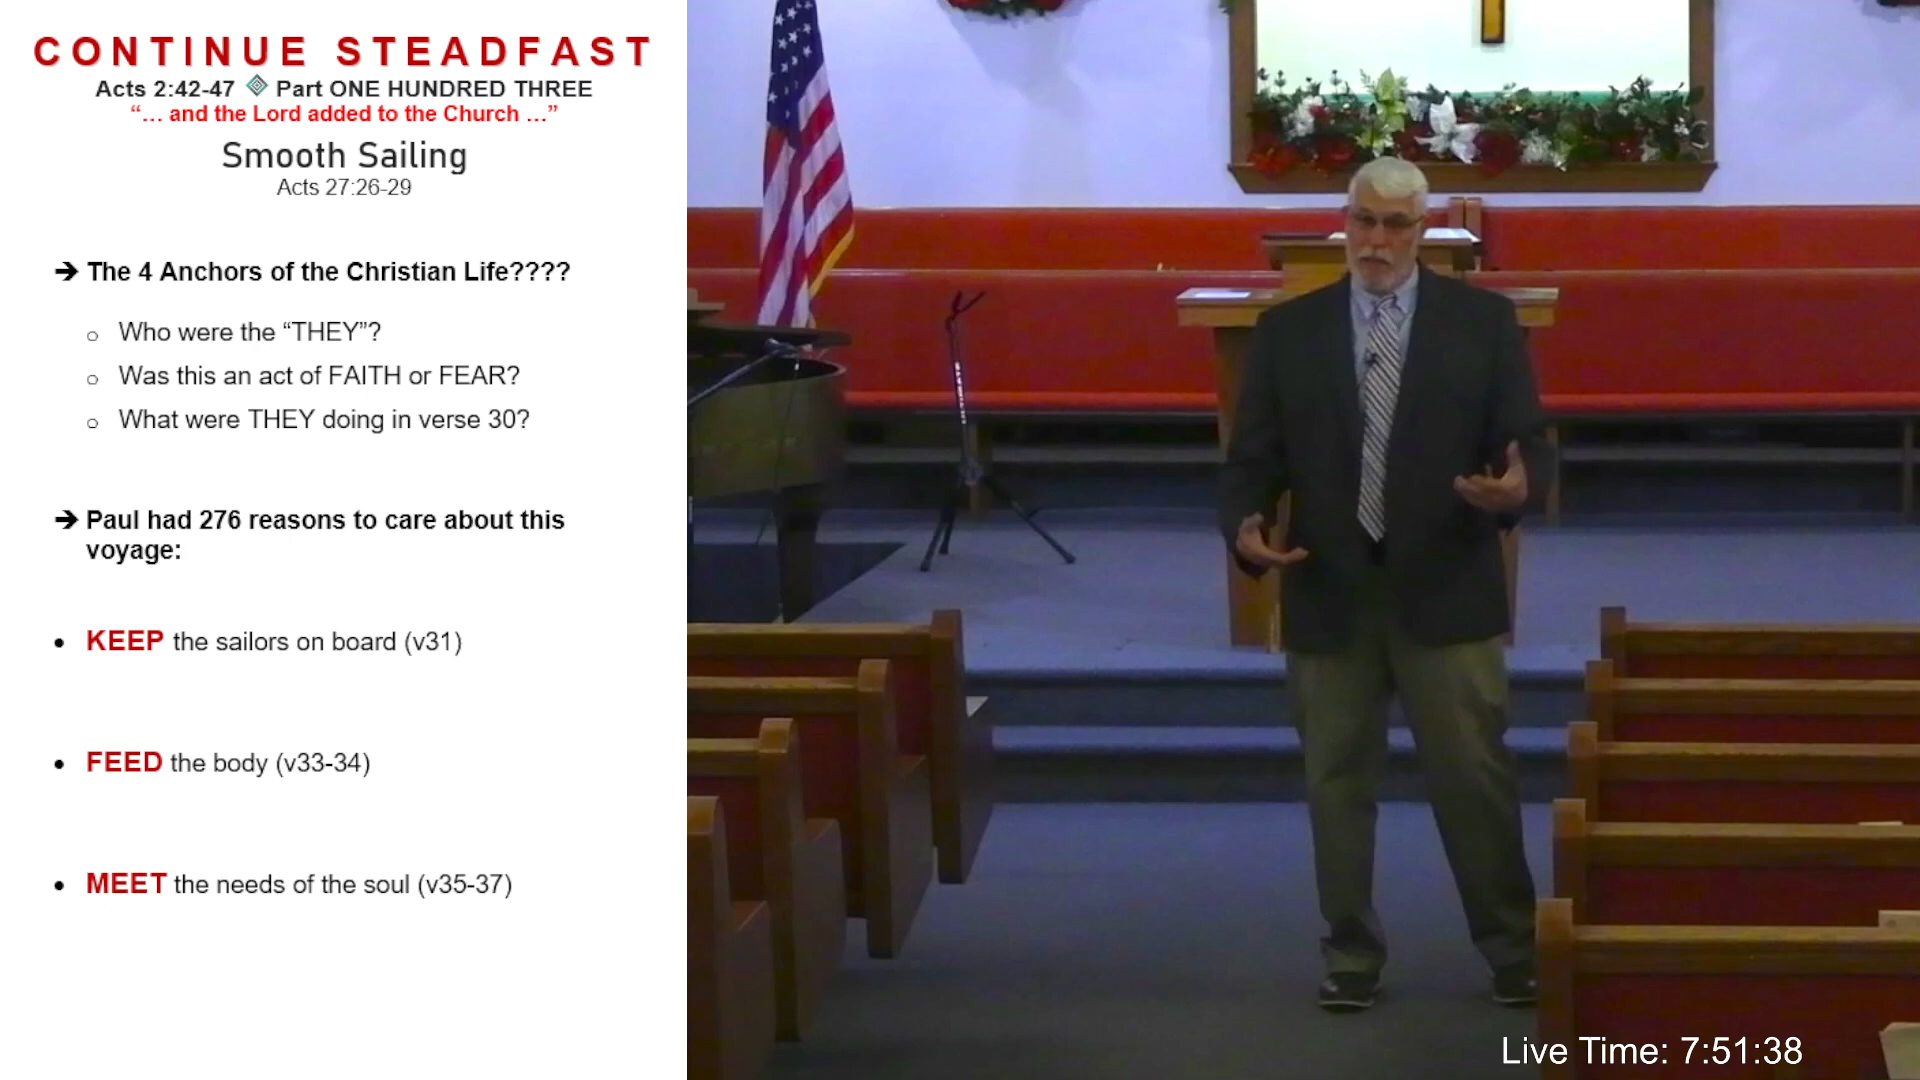 CONTINUE STEADFAST
Acts 2:42-47 Part ONE HUNDRED THREE
“... and the Lord added to the Church ...”
Smooth Sailing
Acts 27:26-29
➔ The 4 Anchors of the Christian Life????
o Who were the “THEY”?
o Was this an act of FAITH or FEAR?
o What were THEY doing in verse 30?
➔ Paul had 276 reasons to care about this
voyage:
• KEEP the sailors on board (v31)
• FEED the body (v33-34)
• MEET the needs of the soul (v35-37)
Live Time: 7:51:38